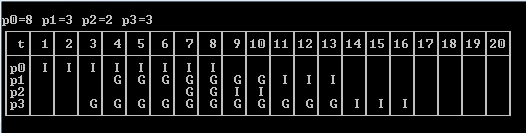 p0=8 p1=3 p2=2 p3=3
t 1 2 3 4 5 6 7 8 9 10 11 12 13 14 15 16 17 18 19 20
p0 I I I I I I I I
p1 G G G G G G G I I I
p2 G G I I
p3 G G G G G G G G G G G I I I